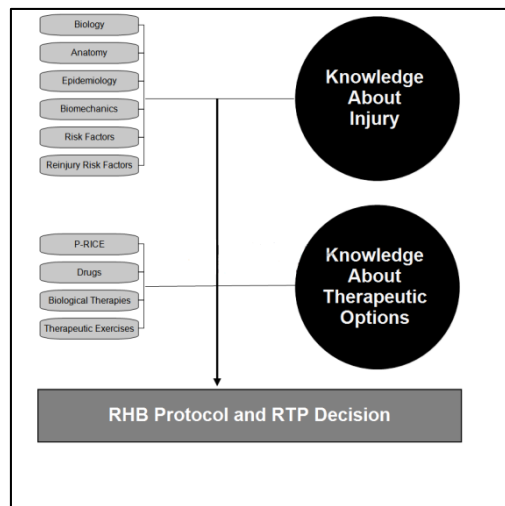 Biology
Anatomy
Epidemiology
Biomechanics
Risk Factors
Reinjury Risk Factors
Knowledge
About
Injury
P-RICE
Drugs
Biological Therapies
Therapeutic Exercises
Knowledge
About
Therapeutic
Options
RHB Protocol and RTP Decision